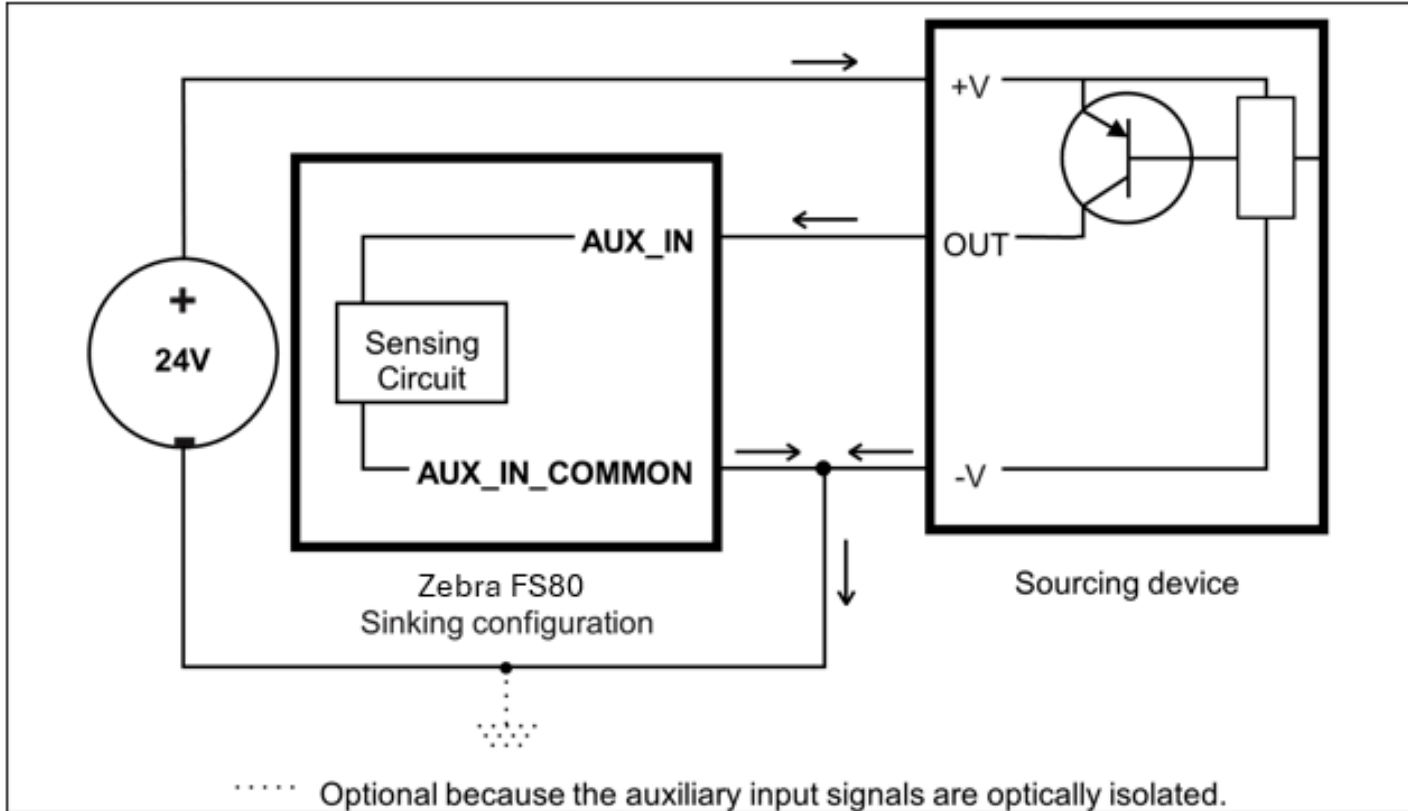 +V
AUX_IN
OUT
+
24V
-
Sensing
Circuit
AUX_IN_COMMON
-V
Zebra FS80
Sinking configuration
Sourcing device
..... Optional because the auxiliary input signals are optically isolated.